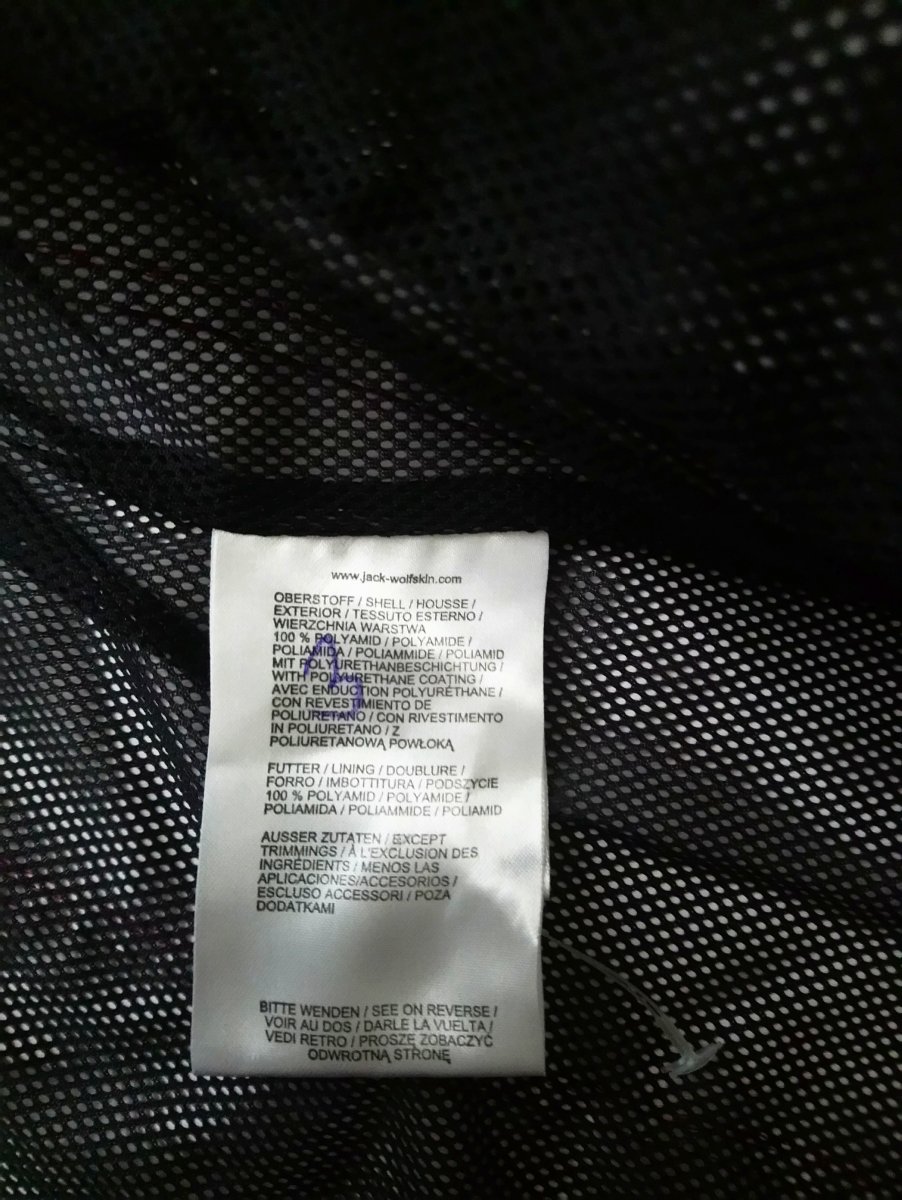 www.jack-wolfskin.com
OBERSTOFF / SHELL / HOUSSE /
EXTERIOR / TESSUTO ESTERNO /
WIERZCHNIA WARSTWA
100 % POLYAMID / POLYAMIDE /
POLIAMIDA / POLIAMMIDE / POLIAMID
MIT POLYURETHANBESCHICHTUNG /
WITH POLYURETHANE COATING /
AVEC ENDUCTION POLYURÉTHANE /
CON REVESTIMIENTO DE
POLIURETANO / CON RIVESTIMENTO
IN POLIURETANO / Z
POLIURETANOWĄ POWŁOKĄ
FUTTER / LINING / DOUBLURE /
FORRO / IMBOTTITURA / PODSZYCIE
100 % POLYAMID / POLYAMIDE /
POLIAMIDA / POLIAMMIDE / POLIAMID
AUSSER ZUTATEN / EXCEPT
TRIMMINGS / À L'EXCLUSION DES
INGRÉDIENTS / MENOS LAS
APLICACIONES/ACCESORIOS /
ESCLUSO ACCESSORI / POZA
DODATKAMI
BITTE WENDEN / SEE ON REVERSE /
VOIR AU DOS / DARLE LA VUELTA /
VEDI RETRO / PROSZĘ ZOBACZYĆ
ODWROTNĄ STRONĘ